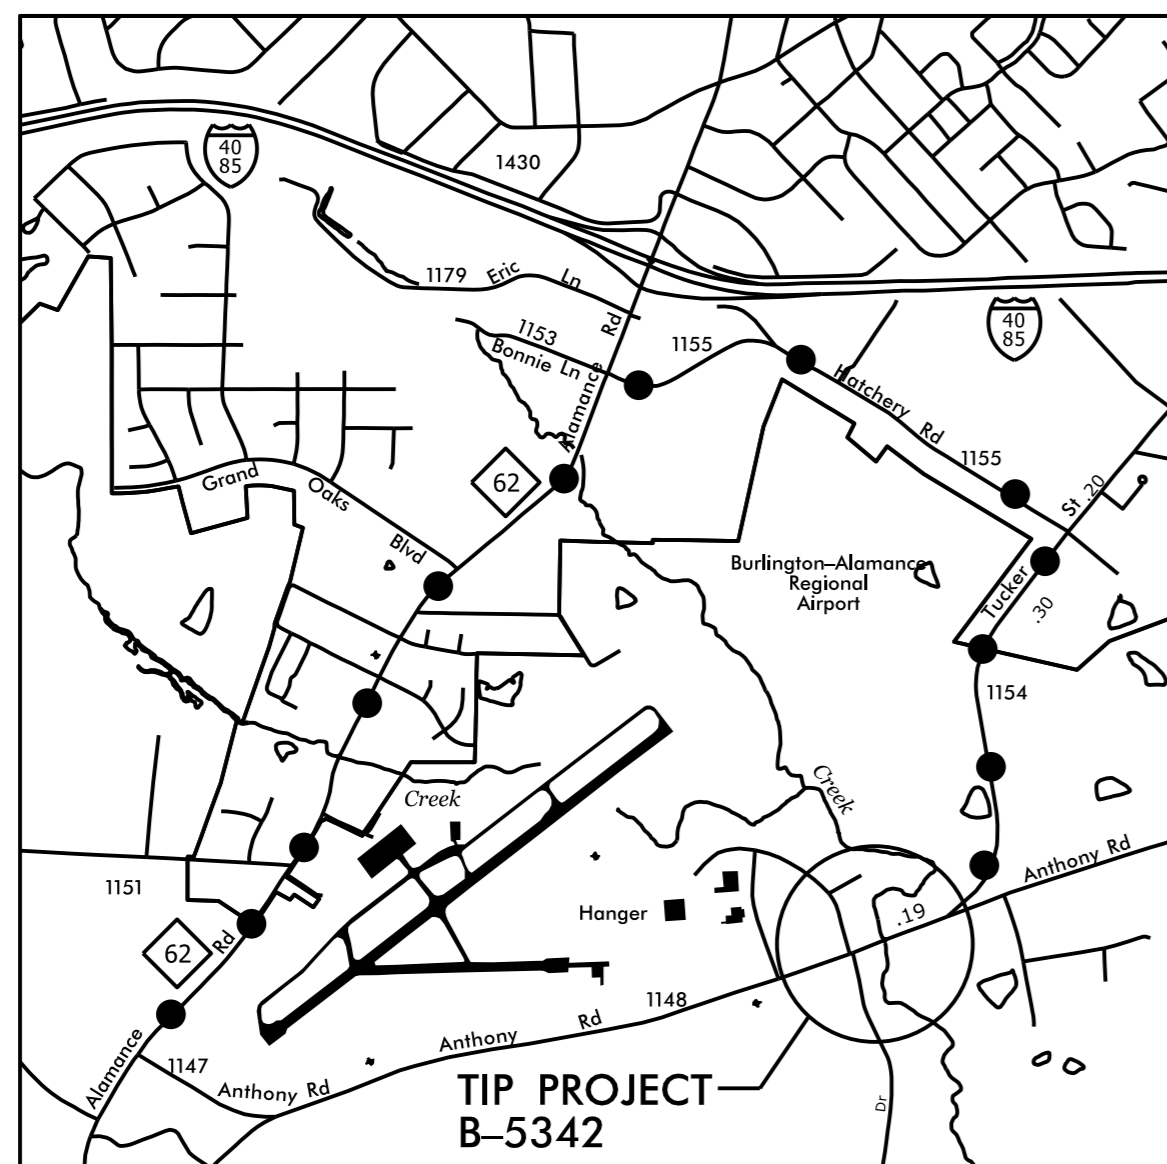 40
85
1430
1179 Eric Ln
1153
Bonnie Ln
Alamance Rd
1155
40
85
Hatchery Rd
1155
62
Grand Oaks Blvd
St .20
Burlington–Alamance
Regional
Airport
Tucker
.30
1154
Creek
Creek
Anthony Rd
1151
Hanger
.19
62
Rd
1148
Anthony Rd
Alamance
1147
Anthony Rd
TIP PROJECT
B–5342
Dr